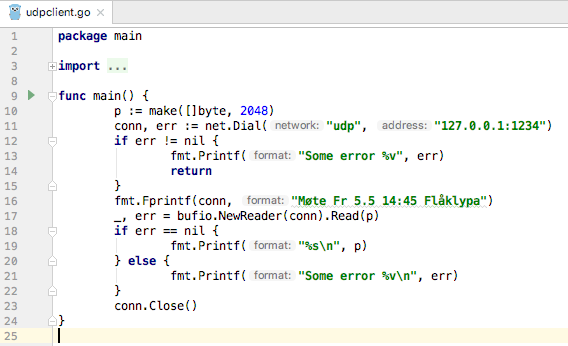 udpclient.go ×
1 package main
2
3 import ...
8
9 func main() {
10 p := make([]byte, 2048)
11 conn, err := net.Dial( network: "udp", address: "127.0.0.1:1234")
12 if err != nil {
13 fmt.Printf( format: "Some error %v", err)
14 return
15 }
16 fmt.Fprintf(conn, format: "Møte Fr 5.5 14:45 Flåklypa")
17 _, err = bufio.NewReader(conn).Read(p)
18 if err == nil {
19 fmt.Printf( format: "%s\n", p)
20 } else {
21 fmt.Printf( format: "Some error %v\n", err)
22 }
23 conn.Close()
24 }
25